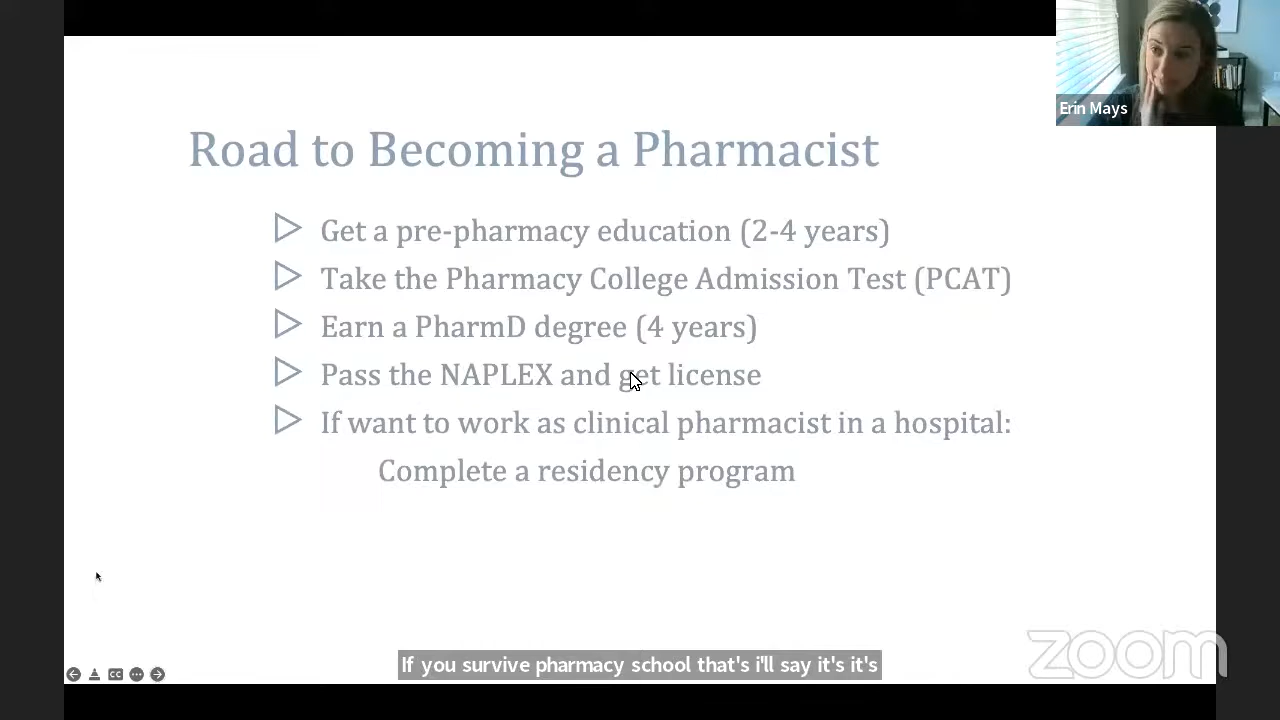 Erin Mays
Road to Becoming a Pharmacist
Get a pre-pharmacy education (2-4 years)
Take the Pharmacy College Admission Test (PCAT)
Earn a PharmD degree (4 years)
Pass the NAPLEX and get license
If want to work as clinical pharmacist in a hospital:
Complete a residency program
CC
If you survive pharmacy school that's i'll say it's it's
zoom